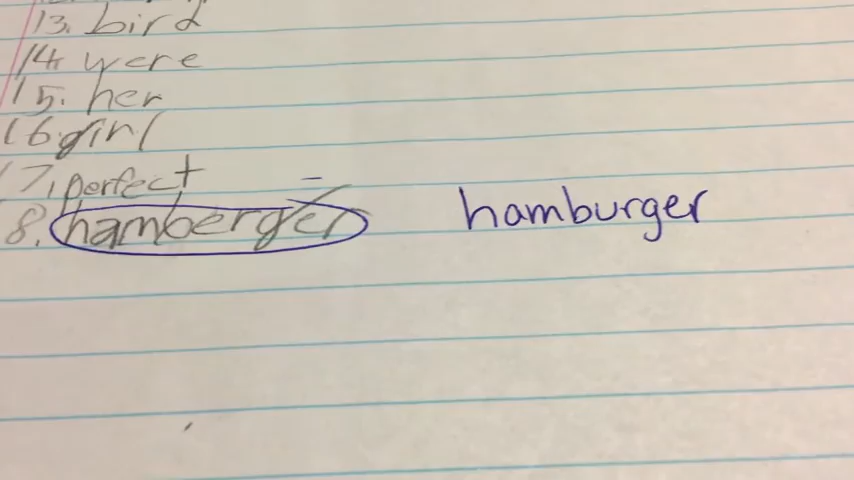 13. bird
14. were
15. her
16. girl
17. perfect
8. hamberger hamburger